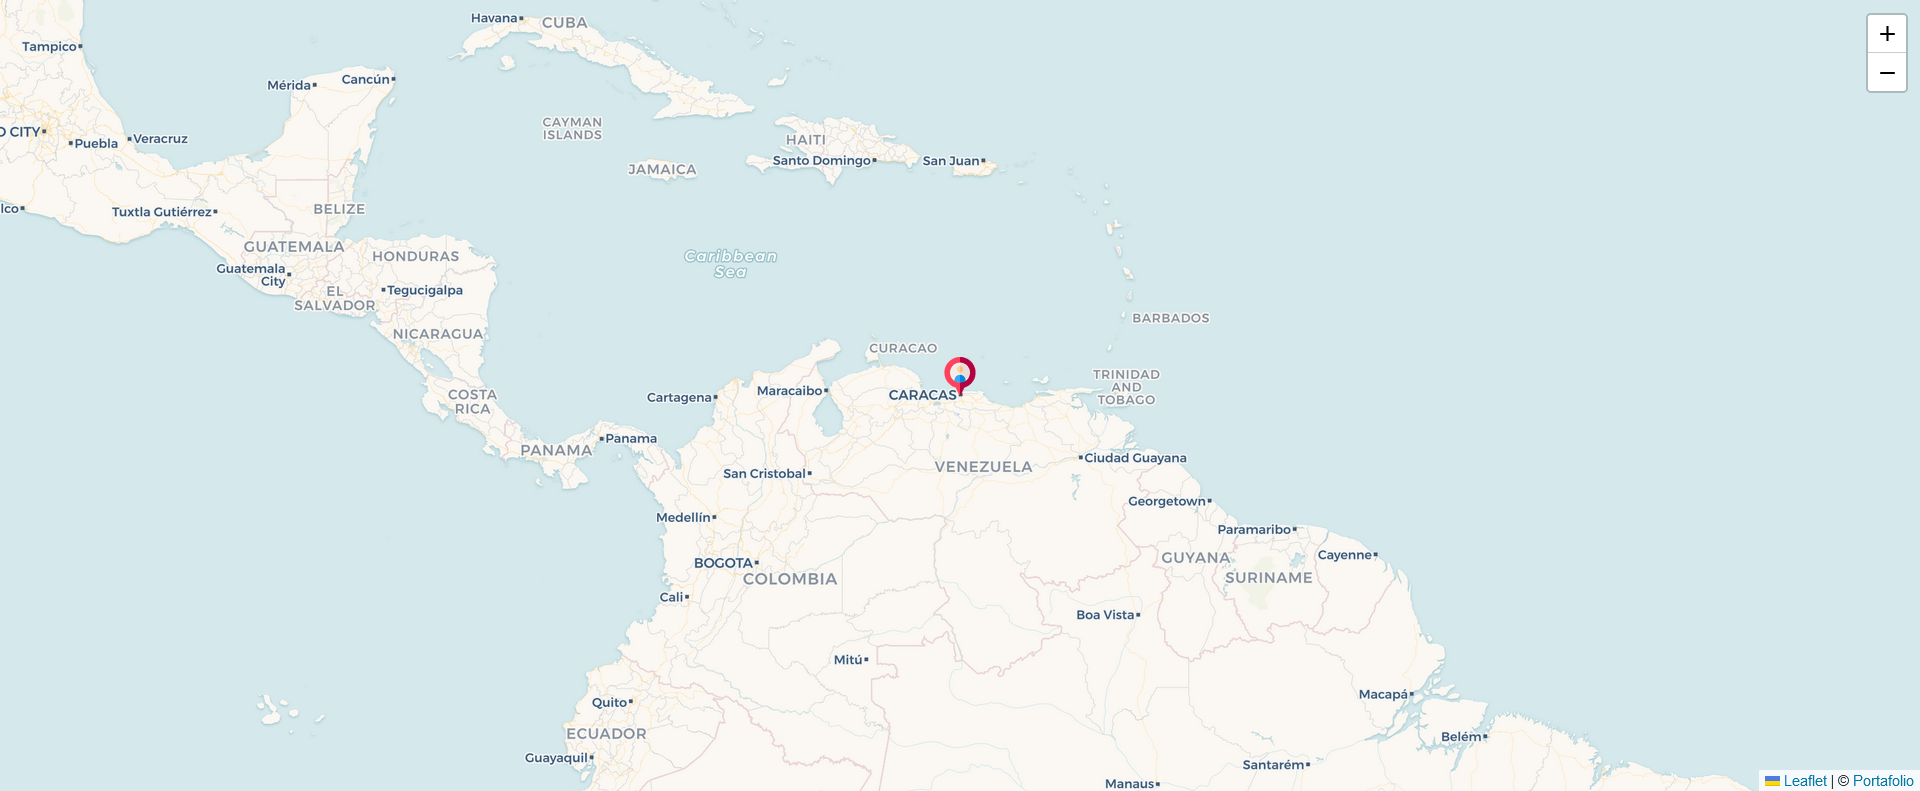 Havana
CUBA
+
Tampico
−
Mérida
Cancún
CAYMAN
ISLANDS
O CITY
Puebla
Veracruz
HAITI
Santo Domingo
San Juan
JAMAICA
lco
Tuxtla Gutiérrez
BELIZE
GUATEMALA
HONDURAS
Caribbean
Sea
Guatemala
City
Tegucigalpa
EL
SALVADOR
BARBADOS
NICARAGUA
CURACAO
TRINIDAD
AND
TOBAGO
COSTA
RICA
Cartagena
Maracaibo
CARACAS
Panama
PANAMA
San Cristobal
VENEZUELA
Ciudad Guayana
Georgetown
Medellín
Paramaribo
BOGOTA
COLOMBIA
GUYANA
Cayenne
SURINAME
Cali
Boa Vista
Mitú
Macapá
Quito
ECUADOR
Belém
Guayaquil
Santarém
Manaus
Leaflet | © Portafolio